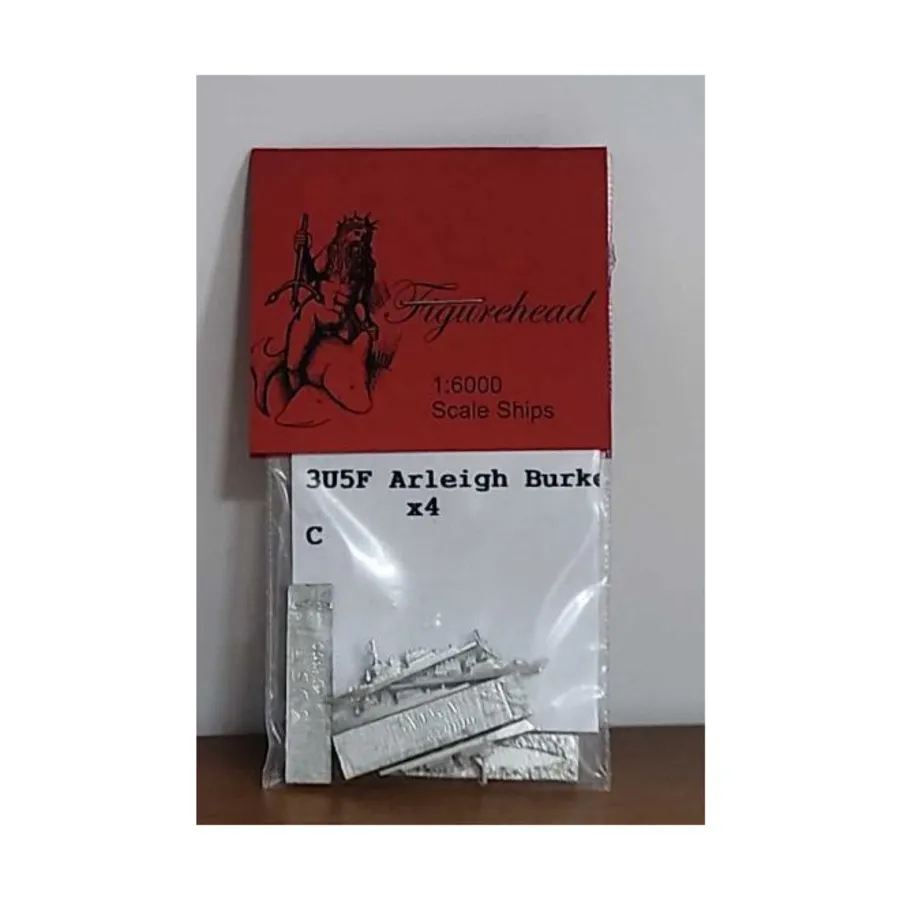 Figurehead
1:6000
Scale Ships
3U5F Arleigh Burke
x4
C